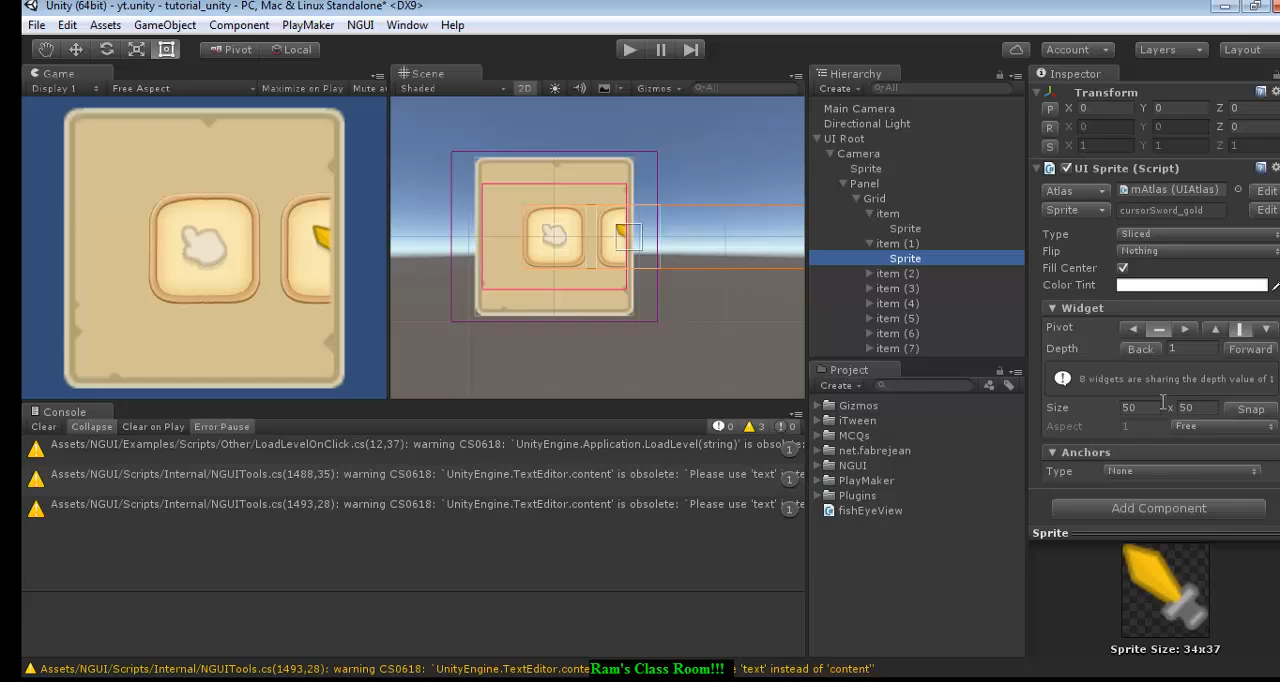 Unity (64bit) - yt.unity - tutorial_unity - PC, Mac & Linux Standalone* <DX9>
File Edit Assets GameObject Component PlayMaker NGUI Window Help
Pivot Local Account Layers Layout
Game
Display 1 Free Aspect Maximize on Play Mute a
Scene
Shaded 2D Gizmos All
Hierarchy
Create All
Main Camera
Directional Light
UI Root
Camera
Sprite
Panel
Grid
item
Sprite
item (1)
Sprite
item (2)
item (3)
item (4)
item (5)
item (6)
item (7)
Project
Create
Gizmos
iTween
MCQs
net.fabrejean
NGUI
PlayMaker
Plugins
fishEyeView
Inspector
Transform
P X 0 Y 0 Z 0
R X 0 Y 0 Z 0
S X 1 Y 1 Z 1
UI Sprite (Script)
Atlas mAtlas (UIAtlas) Edit
Sprite cursorSword_gold Edit
Type Sliced
Flip Nothing
Fill Center
Color Tint
Widget
Pivot
Depth Back 1 Forward
8 widgets are sharing the depth value of 1
Size 50 x 50 Snap
Aspect 1 Free
Anchors
Type None
Add Component
Sprite
Sprite Size: 34x37
Console
Clear Collapse Clear on Play Error Pause 0 3 0
Assets/NGUI/Examples/Scripts/Other/LoadLevelOnClick.cs(12,37): warning CS0618: `UnityEngine.Application.LoadLevel(string)' is obsole 1
Assets/NGUI/Scripts/Internal/NGUITools.cs(1488,35): warning CS0618: `UnityEngine.TextEditor.content' is obsolete: `Please use 'text' 1
Assets/NGUI/Scripts/Internal/NGUITools.cs(1493,28): warning CS0618: `UnityEngine.TextEditor.content' is obsolete: `Please use 'text' 1
Assets/NGUI/Scripts/Internal/NGUITools.cs(1493,28): warning CS0618: `UnityEngine.TextEditor.conte Ram's Class Room!!! 'text' instead of 'content''